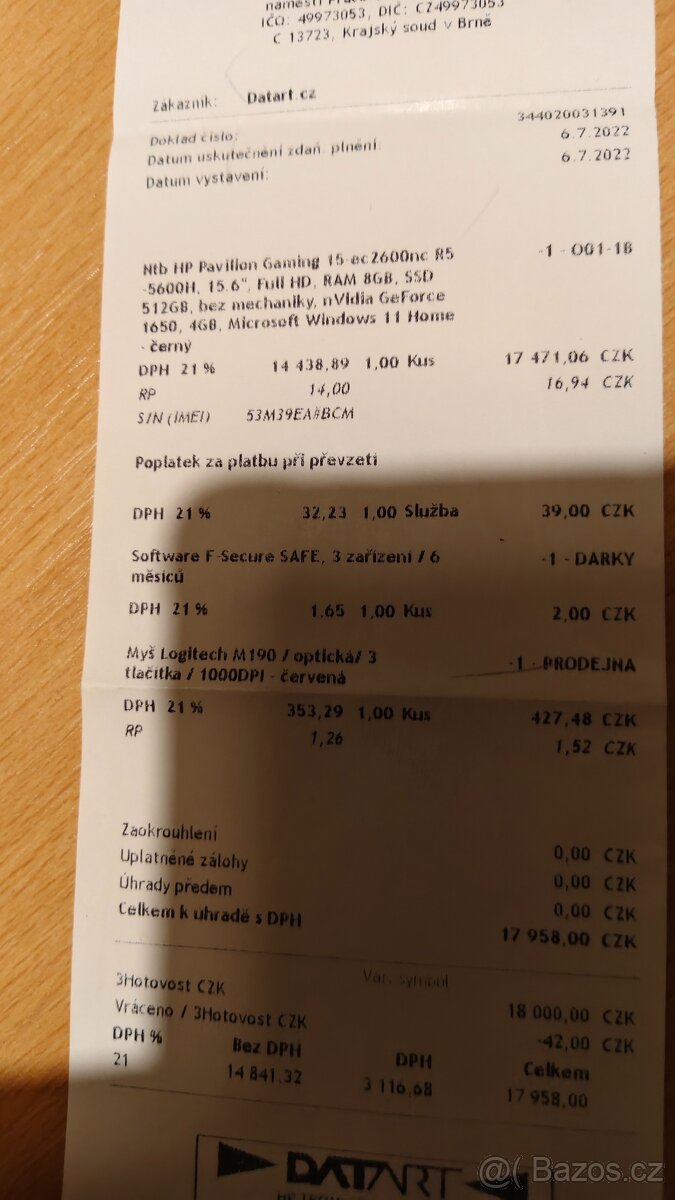 náměstí
IČO: 49973053, DIČ: CZ49973053
C 13723, Krajský soud v Brně
Zákazník: Datart.cz
Doklad číslo: 344020031391
Datum uskutečnění zdaň. plnění: 6.7.2022
Datum vystavení: 6.7.2022
Ntb HP Pavilion Gaming 15-ec2600nc R5 -1 - O01-1B
-5600H, 15.6", Full HD, RAM 8GB, SSD
512GB, bez mechaniky, nVidia GeForce
1650, 4GB, Microsoft Windows 11 Home
- černý
DPH 21 % 14 438,89 1,00 Kus 17 471,06 CZK
RP 14,00 16,94 CZK
S/N (IMEI) 53M39EA#BCM
Poplatek za platbu při převzetí
DPH 21 % 32,23 1,00 Služba 39,00 CZK
Software F-Secure SAFE, 3 zařízení / 6 -1 - DARKY
měsíců
DPH 21 % 1,65 1,00 Kus 2,00 CZK
Myš Logitech M190 / optická/ 3 -1 - PRODEJNA
tlačítka / 1000DPI - červená
DPH 21 % 353,29 1,00 Kus 427,48 CZK
RP 1,26 1,52 CZK
Zaokrouhlení 0,00 CZK
Uplatněné zálohy 0,00 CZK
Úhrady předem 0,00 CZK
Celkem k úhradě s DPH 17 958,00 CZK
Var. symbol
3Hotovost CZK 18 000,00 CZK
Vráceno / 3Hotovost CZK -42,00 CZK
DPH % Bez DPH DPH Celkem
21 14 841,32 3 116,68 17 958,00
DATART
@ Bazos.cz